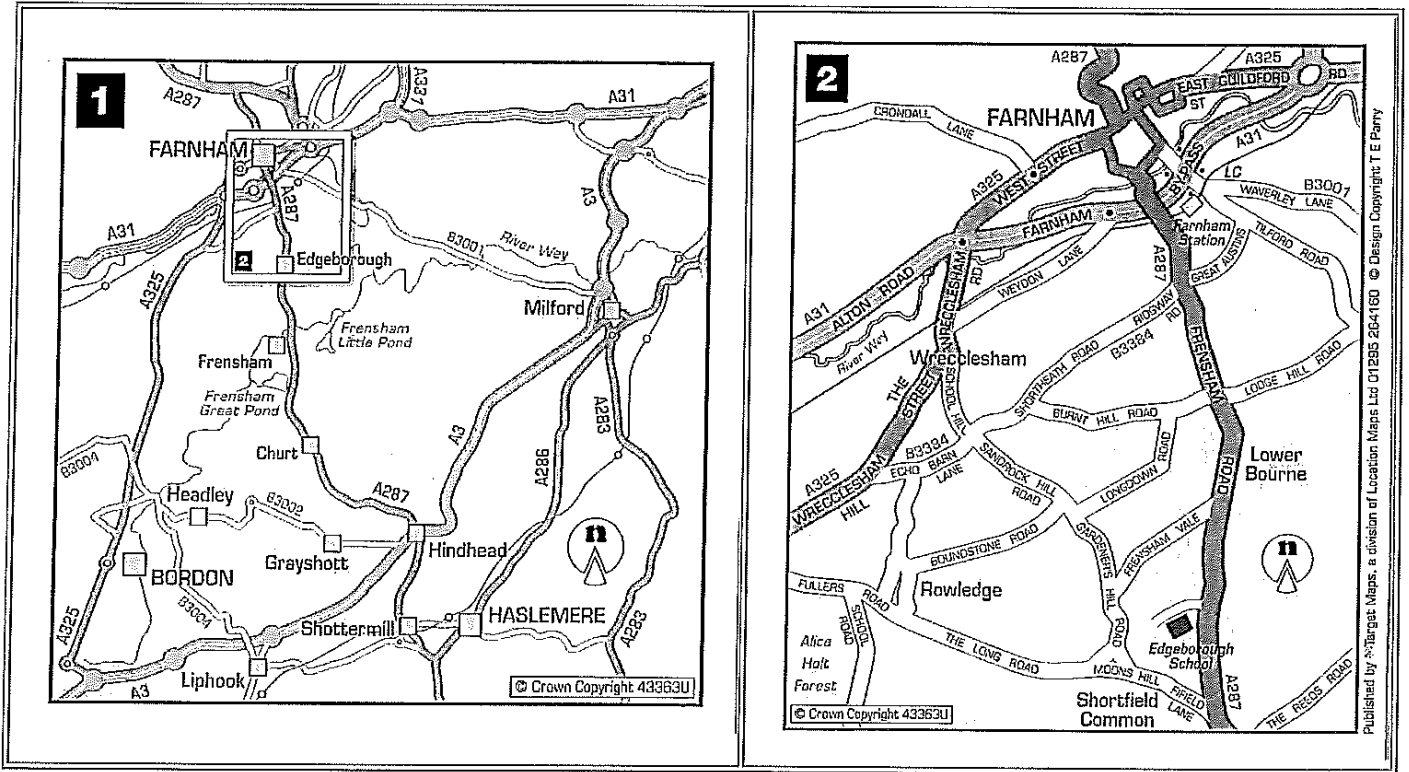 1
A287
A331
A31
FARNHAM
A287
A3
A31
2
Edgeborough
B3001
River Wey
A325
Milford
Frensham
Little Pond
Frensham
Frensham
Great Pond
A3
A286
A283
Churt
B3004
Headley
B3002
A287
n
Grayshott
Hindhead
BORDON
B3004
Shottermill
HASLEMERE
A325
A283
Liphook
A3
© Crown Copyright 43363U
2
A287
A325
EAST
ST
GUILDFORD
RD
FARNHAM
CRONDALL
LANE
A31
A325
WEST STREET
BY-PASS
LC
WAVERLEY LANE
B3001
FARNHAM
Farnham
Station
TILFORD
ROAD
A31
ALTON ROAD
WRECCLESHAM
RD
WEYDON LANE
A287
GREAT AUSTINS
River Wey
RIDGWAY
RD
Wrecclesham
SHORTHEATH ROAD
B3384
FRENSHAM
ROAD
LODGE HILL ROAD
THE
STREET
SCHOOL HILL
BURNT HILL ROAD
B3384
ECHO BARN
LANE
SANDROCK HILL
ROAD
LONGDOWN
ROAD
Lower
Bourne
A325
WRECCLESHAM
HILL
BOUNDSTONE ROAD
GARDENERS
HILL
ROAD
FRENSHAM VALE
n
FULLERS
ROAD
Rowledge
SCHOOL
ROAD
Alice
Holt
Forest
THE LONG ROAD
Edgeborough
School
MOONS HILL
FIFIELD
LANE
A287
Shortfield
Common
THE REEDS ROAD
© Crown Copyright 43363U
Published by Target Maps, a division of Location Maps Ltd 01295 264160 © Design Copyright T E Parry